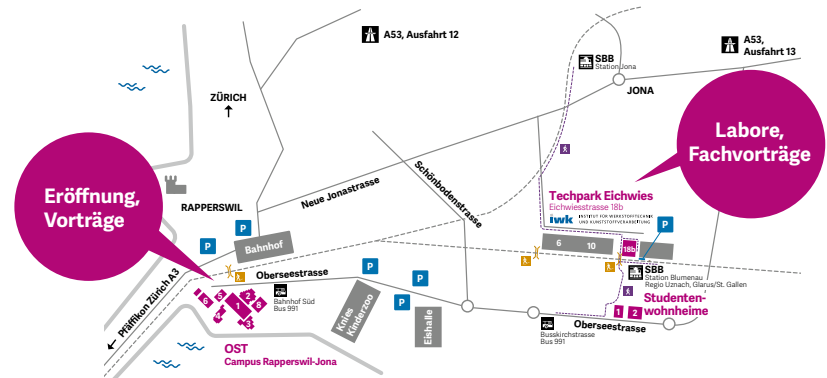 A53, Ausfahrt 12
A53,
Ausfahrt 13
SBB
Station Jona
ZÜRICH
JONA
Labore,
Fachvorträge
Eröffnung,
Vorträge
RAPPERSWIL
Neue Jonastrasse
Schönbodenstrasse
Techpark Eichwies
Eichwiesstrasse 18b
iwk INSTITUT FÜR WERKSTOFFTECHNIK
UND KUNSTSTOFFVERARBEITUNG
P
P
P
Bahnhof
6
10
18b
Oberseestrasse
P
P
P
SBB
Station Blumenau
Regio Uznach, Glarus/St. Gallen
Pfäffikon Zürich A3
6
5
4
1
2
3
8
Bahnhof Süd
Bus 991
Knies
Kinderzoo
Eishalle
Studenten-
wohnheime
1
2
Busskirchstrasse
Bus 991
Oberseestrasse
OST
Campus Rapperswil-Jona